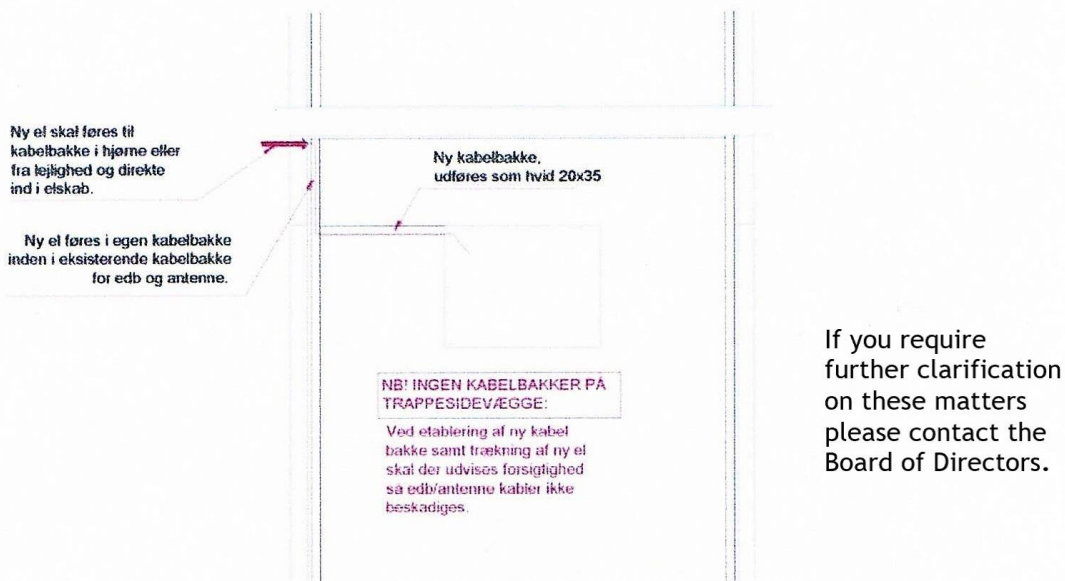 Ny el skal føres til
kabelbakke i hjørne eller
fra lejlighed og direkte
ind i elskab.
Ny kabelbakke,
udføres som hvid 20x35
Ny el føres i egen kabelbakke
inden i eksisterende kabelbakke
for edb og antenne.
NB! INGEN KABELBAKKER PÅ
TRAPPESIDEVÆGGE:
Ved etablering af ny kabel
bakke samt trækning af ny el
skal der udvises forsigtighed
så edb/antenne kabler ikke
beskadiges.
If you require
further clarification
on these matters
please contact the
Board of Directors.